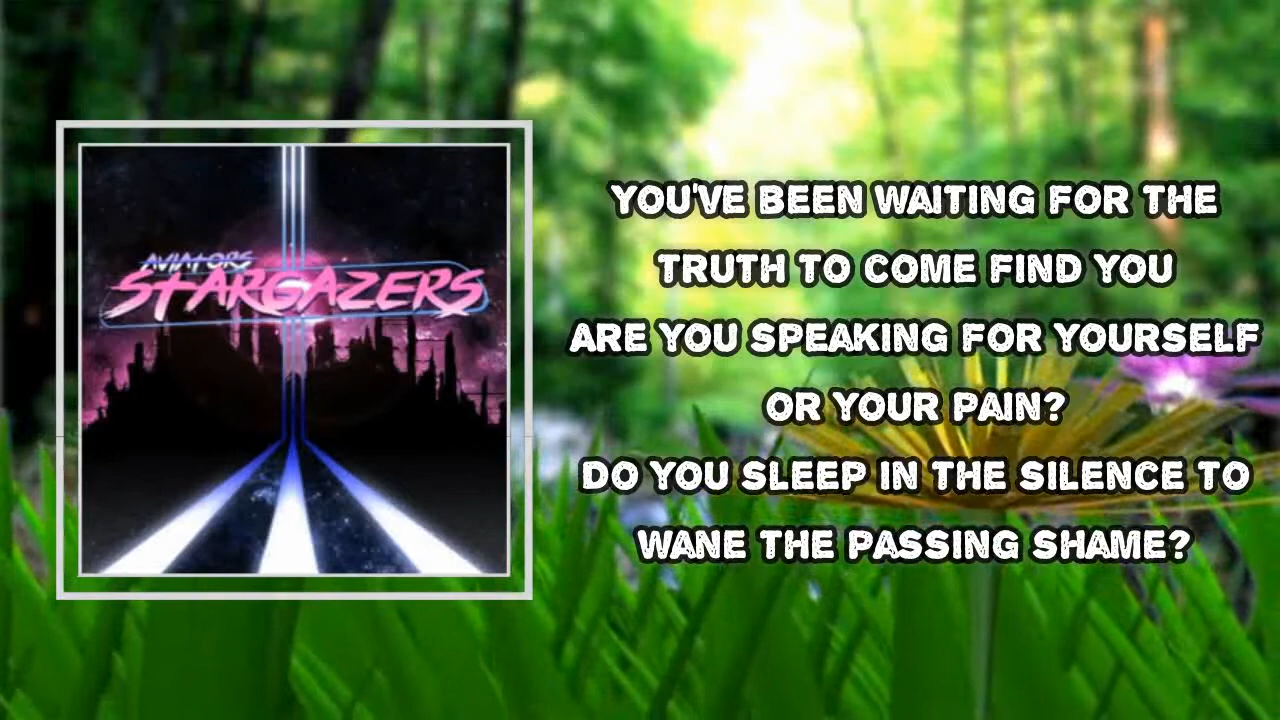 AVIATORS
STARGAZERS
YOU'VE BEEN WAITING FOR THE
TRUTH TO COME FIND YOU
ARE YOU SPEAKING FOR YOURSELF
OR YOUR PAIN?
DO YOU SLEEP IN THE SILENCE TO
WANE THE PASSING SHAME?